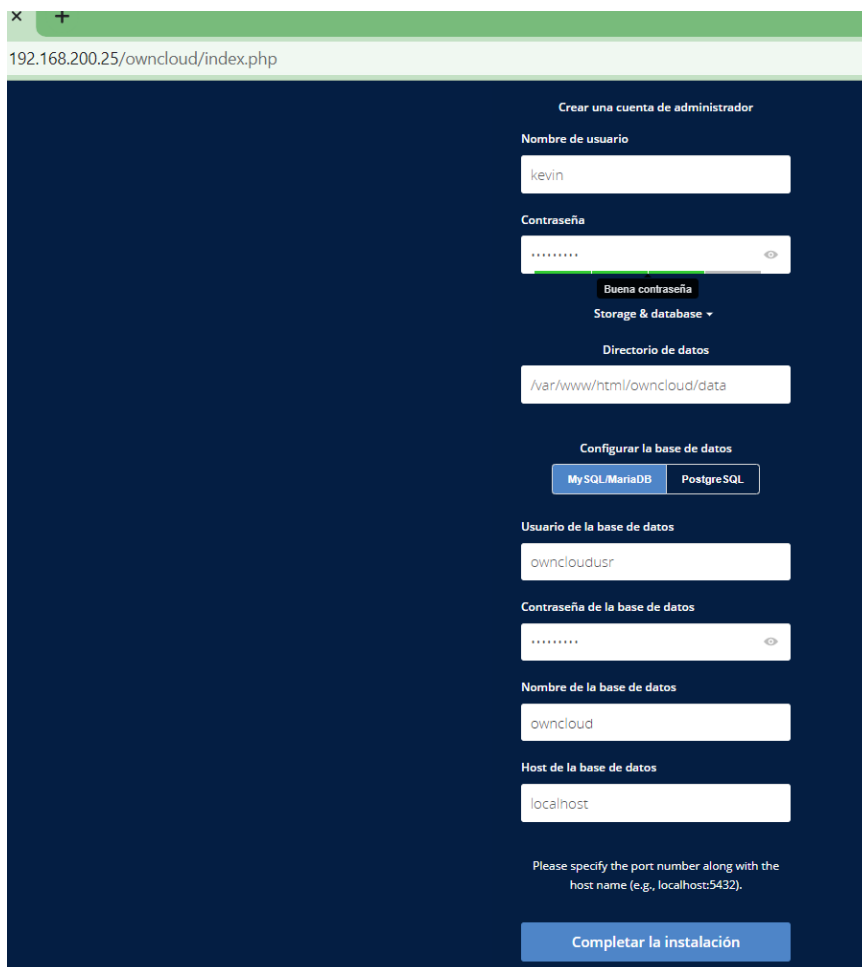 192.168.200.25/owncloud/index.php
Crear una cuenta de administrador
Nombre de usuario
kevin
Contraseña
•••••••••
Buena contraseña
Storage & database
Directorio de datos
/var/www/html/owncloud/data
Configurar la base de datos
MySQL/MariaDB PostgreSQL
Usuario de la base de datos
owncloudusr
Contraseña de la base de datos
•••••••••
Nombre de la base de datos
owncloud
Host de la base de datos
localhost
Please specify the port number along with the
host name (e.g., localhost:5432).
Completar la instalación